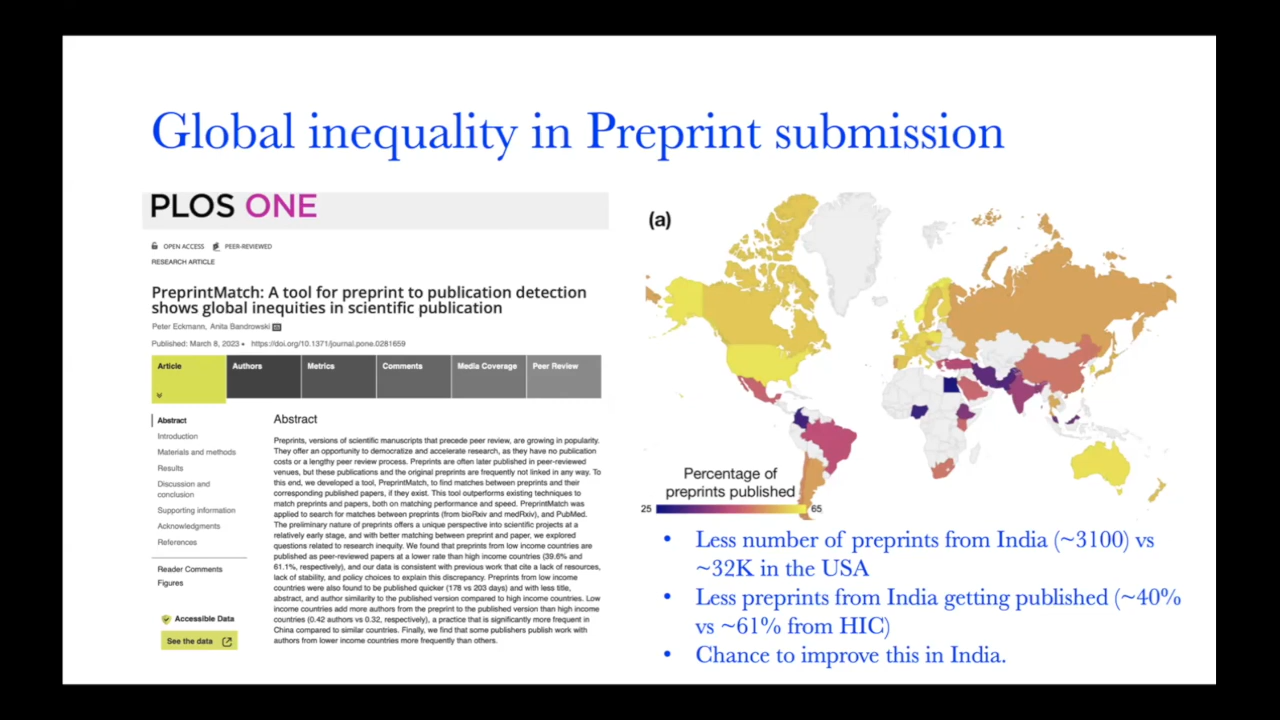 Global inequality in Preprint submission
PLOS ONE
OPEN ACCESS PEER-REVIEWED
RESEARCH ARTICLE
PreprintMatch: A tool for preprint to publication detection
shows global inequities in scientific publication
Peter Eckmann, Anita Bandrowski
Published: March 8, 2023 • https://doi.org/10.1371/journal.pone.0281659
Article Authors Metrics Comments Media Coverage Peer Review
Abstract
Introduction
Materials and methods
Results
Discussion and
conclusion
Supporting information
Acknowledgments
References
Reader Comments
Figures
Accessible Data
See the data
Abstract
Preprints, versions of scientific manuscripts that precede peer review, are growing in popularity.
They offer an opportunity to democratize and accelerate research, as they have no publication
costs or a lengthy peer review process. Preprints are often later published in peer-reviewed
venues, but these publications and the original preprints are frequently not linked in any way. To
this end, we developed a tool, PreprintMatch, to find matches between preprints and their
corresponding published papers, if they exist. This tool outperforms existing techniques to
match preprints and papers, both on matching performance and speed. PreprintMatch was
applied to search for matches between preprints (from bioRxiv and medRxiv), and PubMed.
The preliminary nature of preprints offers a unique perspective into scientific projects at a
relatively early stage, and with better matching between preprint and paper, we explored
questions related to research inequity. We found that preprints from low income countries are
published as peer-reviewed papers at a lower rate than high income countries (39.6% and
61.1%, respectively), and our data is consistent with previous work that cite a lack of resources,
lack of stability, and policy choices to explain this discrepancy. Preprints from low income
countries were also found to be published quicker (178 vs 203 days) and with less title,
abstract, and author similarity to the published version compared to high income countries. Low
income countries add more authors from the preprint to the published version than high income
countries (0.42 authors vs 0.32, respectively), a practice that is significantly more frequent in
China compared to similar countries. Finally, we find that some publishers publish work with
authors from lower income countries more frequently than others.
(a)
Percentage of
preprints published
25 65
• Less number of preprints from India (~3100) vs
~32K in the USA
• Less preprints from India getting published (~40%
vs ~61% from HIC)
• Chance to improve this in India.